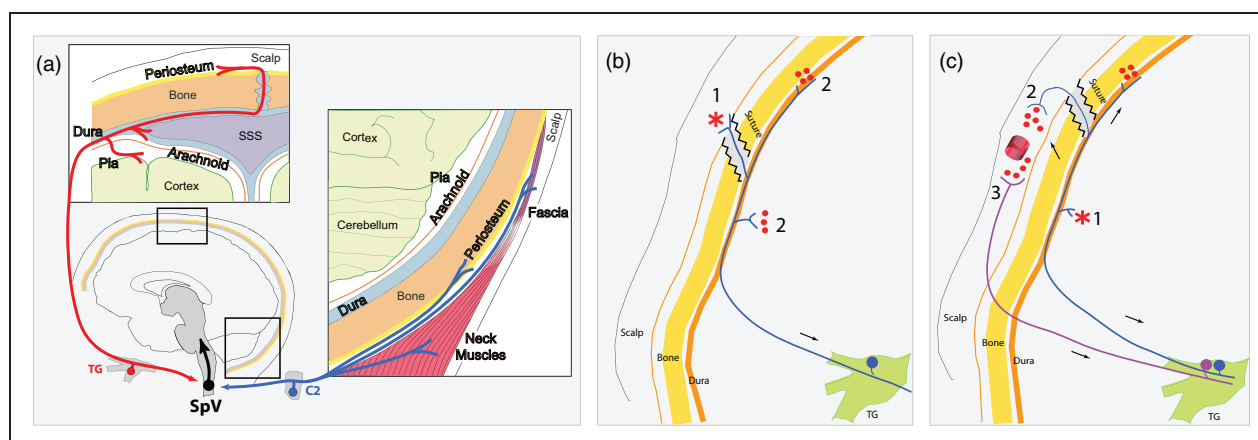 (a)
Scalp
Periosteum
Bone
SSS
Dura
Arachnoid
Pia
Cortex
TG
SpV
C2
Scalp
Cortex
Pia
Arachnoid
Fascia
Cerebellum
Periosteum
Bone
Dura
Neck
Muscles
(b)
1
*
2
Suture
2
Scalp
Bone
Dura
TG
(c)
2
Suture
3
*
1
Scalp
Bone
Dura
TG